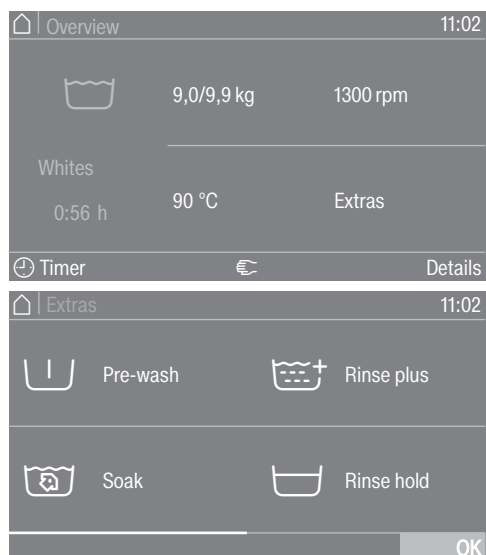 Overview 11:02
9,0/9,9 kg 1300 rpm
Whites
0:56 h
90 °C Extras
Timer Details
Extras 11:02
Pre-wash Rinse plus
Soak Rinse hold
OK